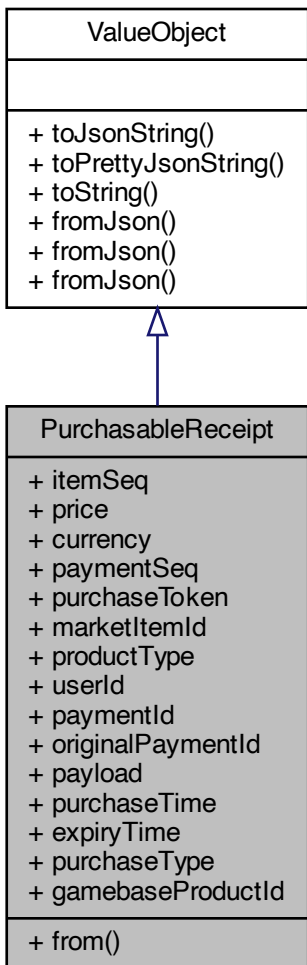 ValueObject
+ toJsonString()
+ toPrettyJsonString()
+ toString()
+ fromJson()
+ fromJson()
+ fromJson()
PurchasableReceipt
+ itemSeq
+ price
+ currency
+ paymentSeq
+ purchaseToken
+ marketItemId
+ productType
+ userId
+ paymentId
+ originalPaymentId
+ payload
+ purchaseTime
+ expiryTime
+ purchaseType
+ gamebaseProductId
+ from()